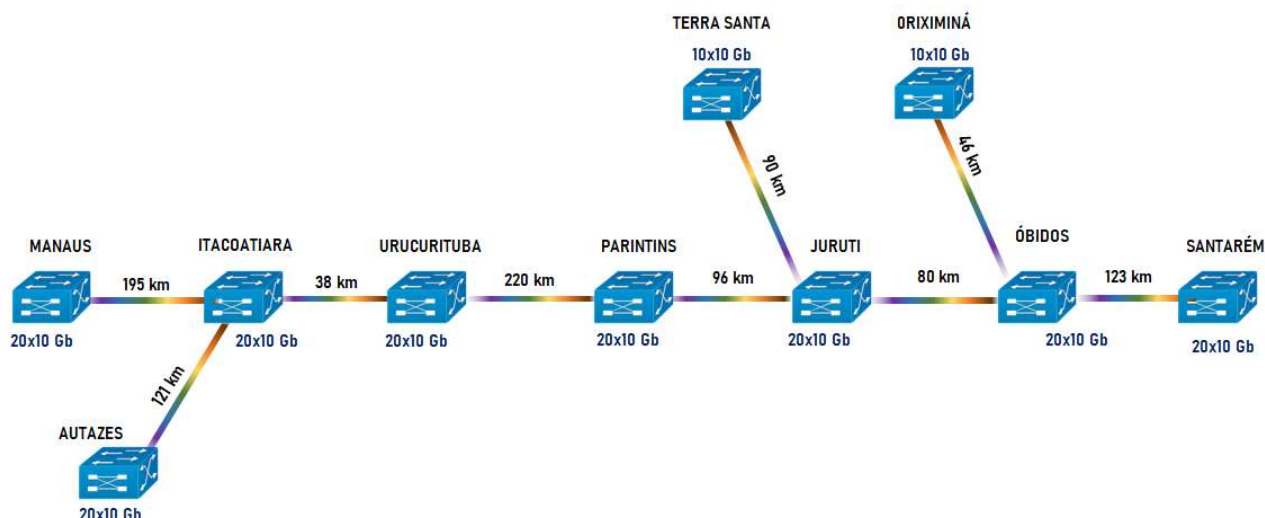 TERRA SANTA
10x10 Gb
ORIXIMINÁ
10x10 Gb
90 km
46 km
MANAUS
20x10 Gb
195 km
ITACOATIARA
20x10 Gb
38 km
URUCURITUBA
20x10 Gb
220 km
PARINTINS
20x10 Gb
96 km
JURUTI
20x10 Gb
80 km
ÓBIDOS
20x10 Gb
123 km
SANTARÉM
20x10 Gb
121 km
AUTAZES
20x10 Gb